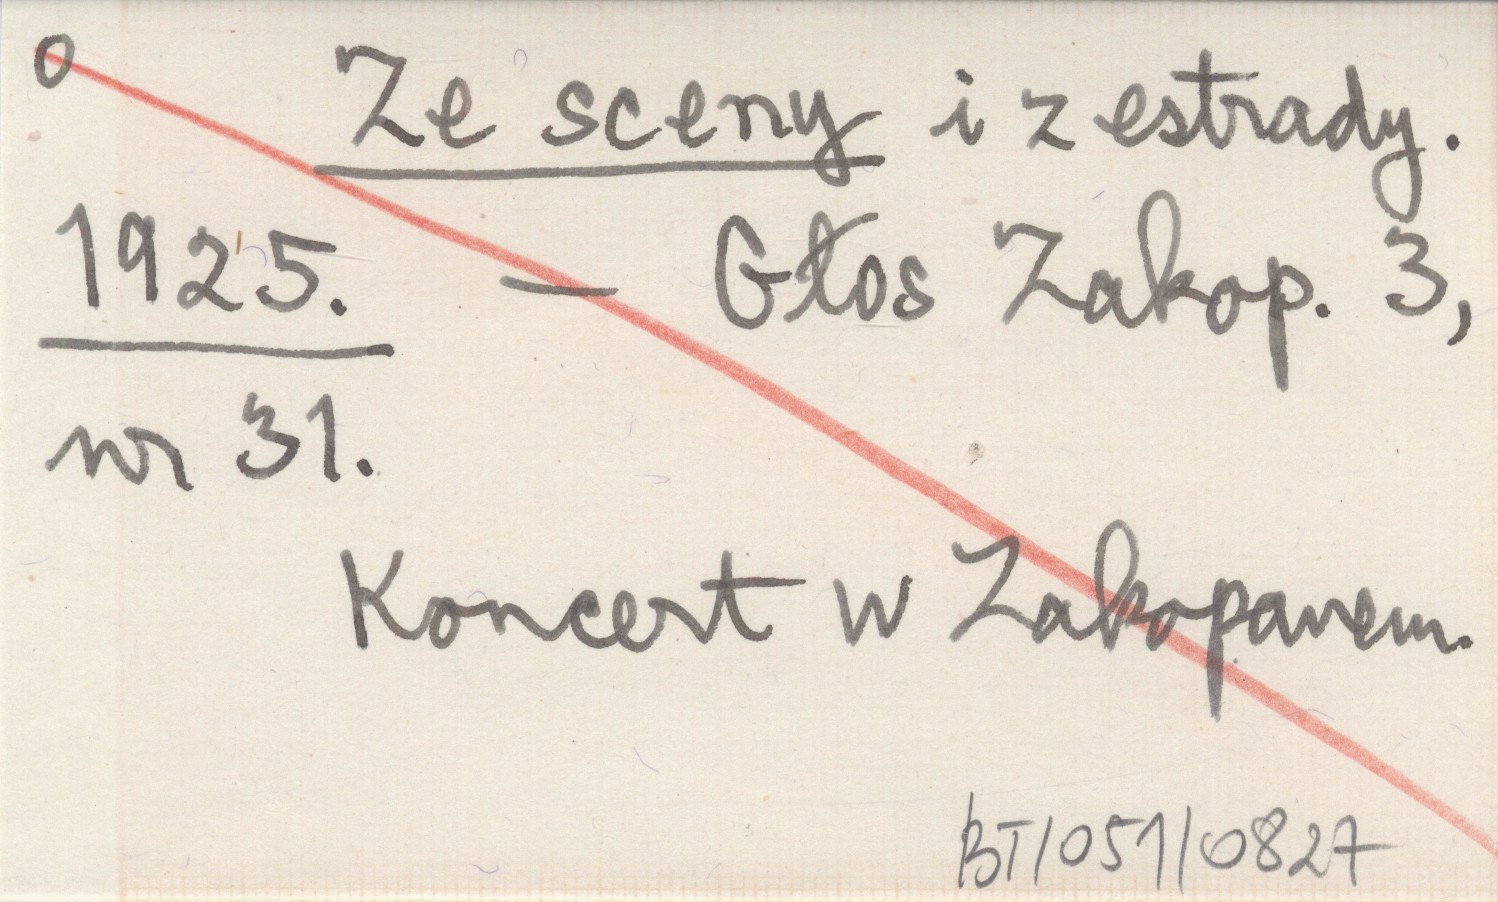 o Ze sceny i z estrady.
1925. — Głos Zakop. 3,
nr 31.
Koncert w Zakopanem.
BT/051/0827